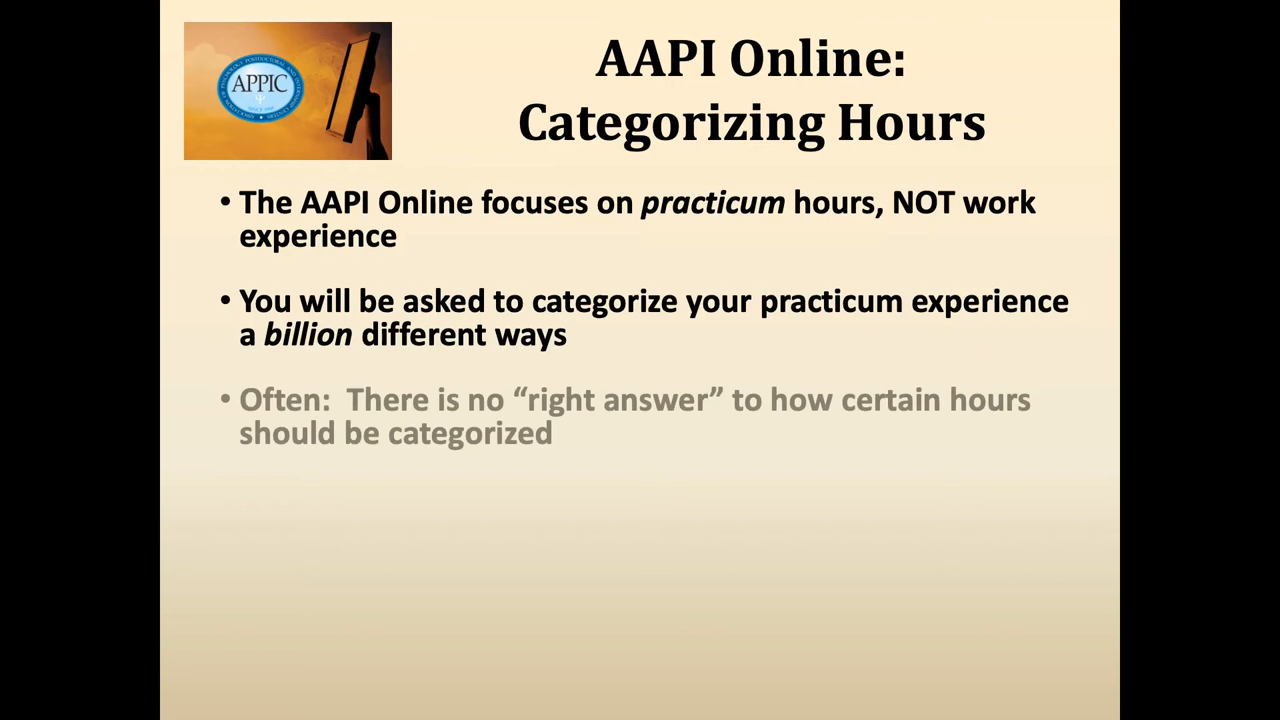 APPIC
AAPI Online:
Categorizing Hours
• The AAPI Online focuses on practicum hours, NOT work
experience
• You will be asked to categorize your practicum experience
a billion different ways
• Often:  There is no “right answer” to how certain hours
should be categorized